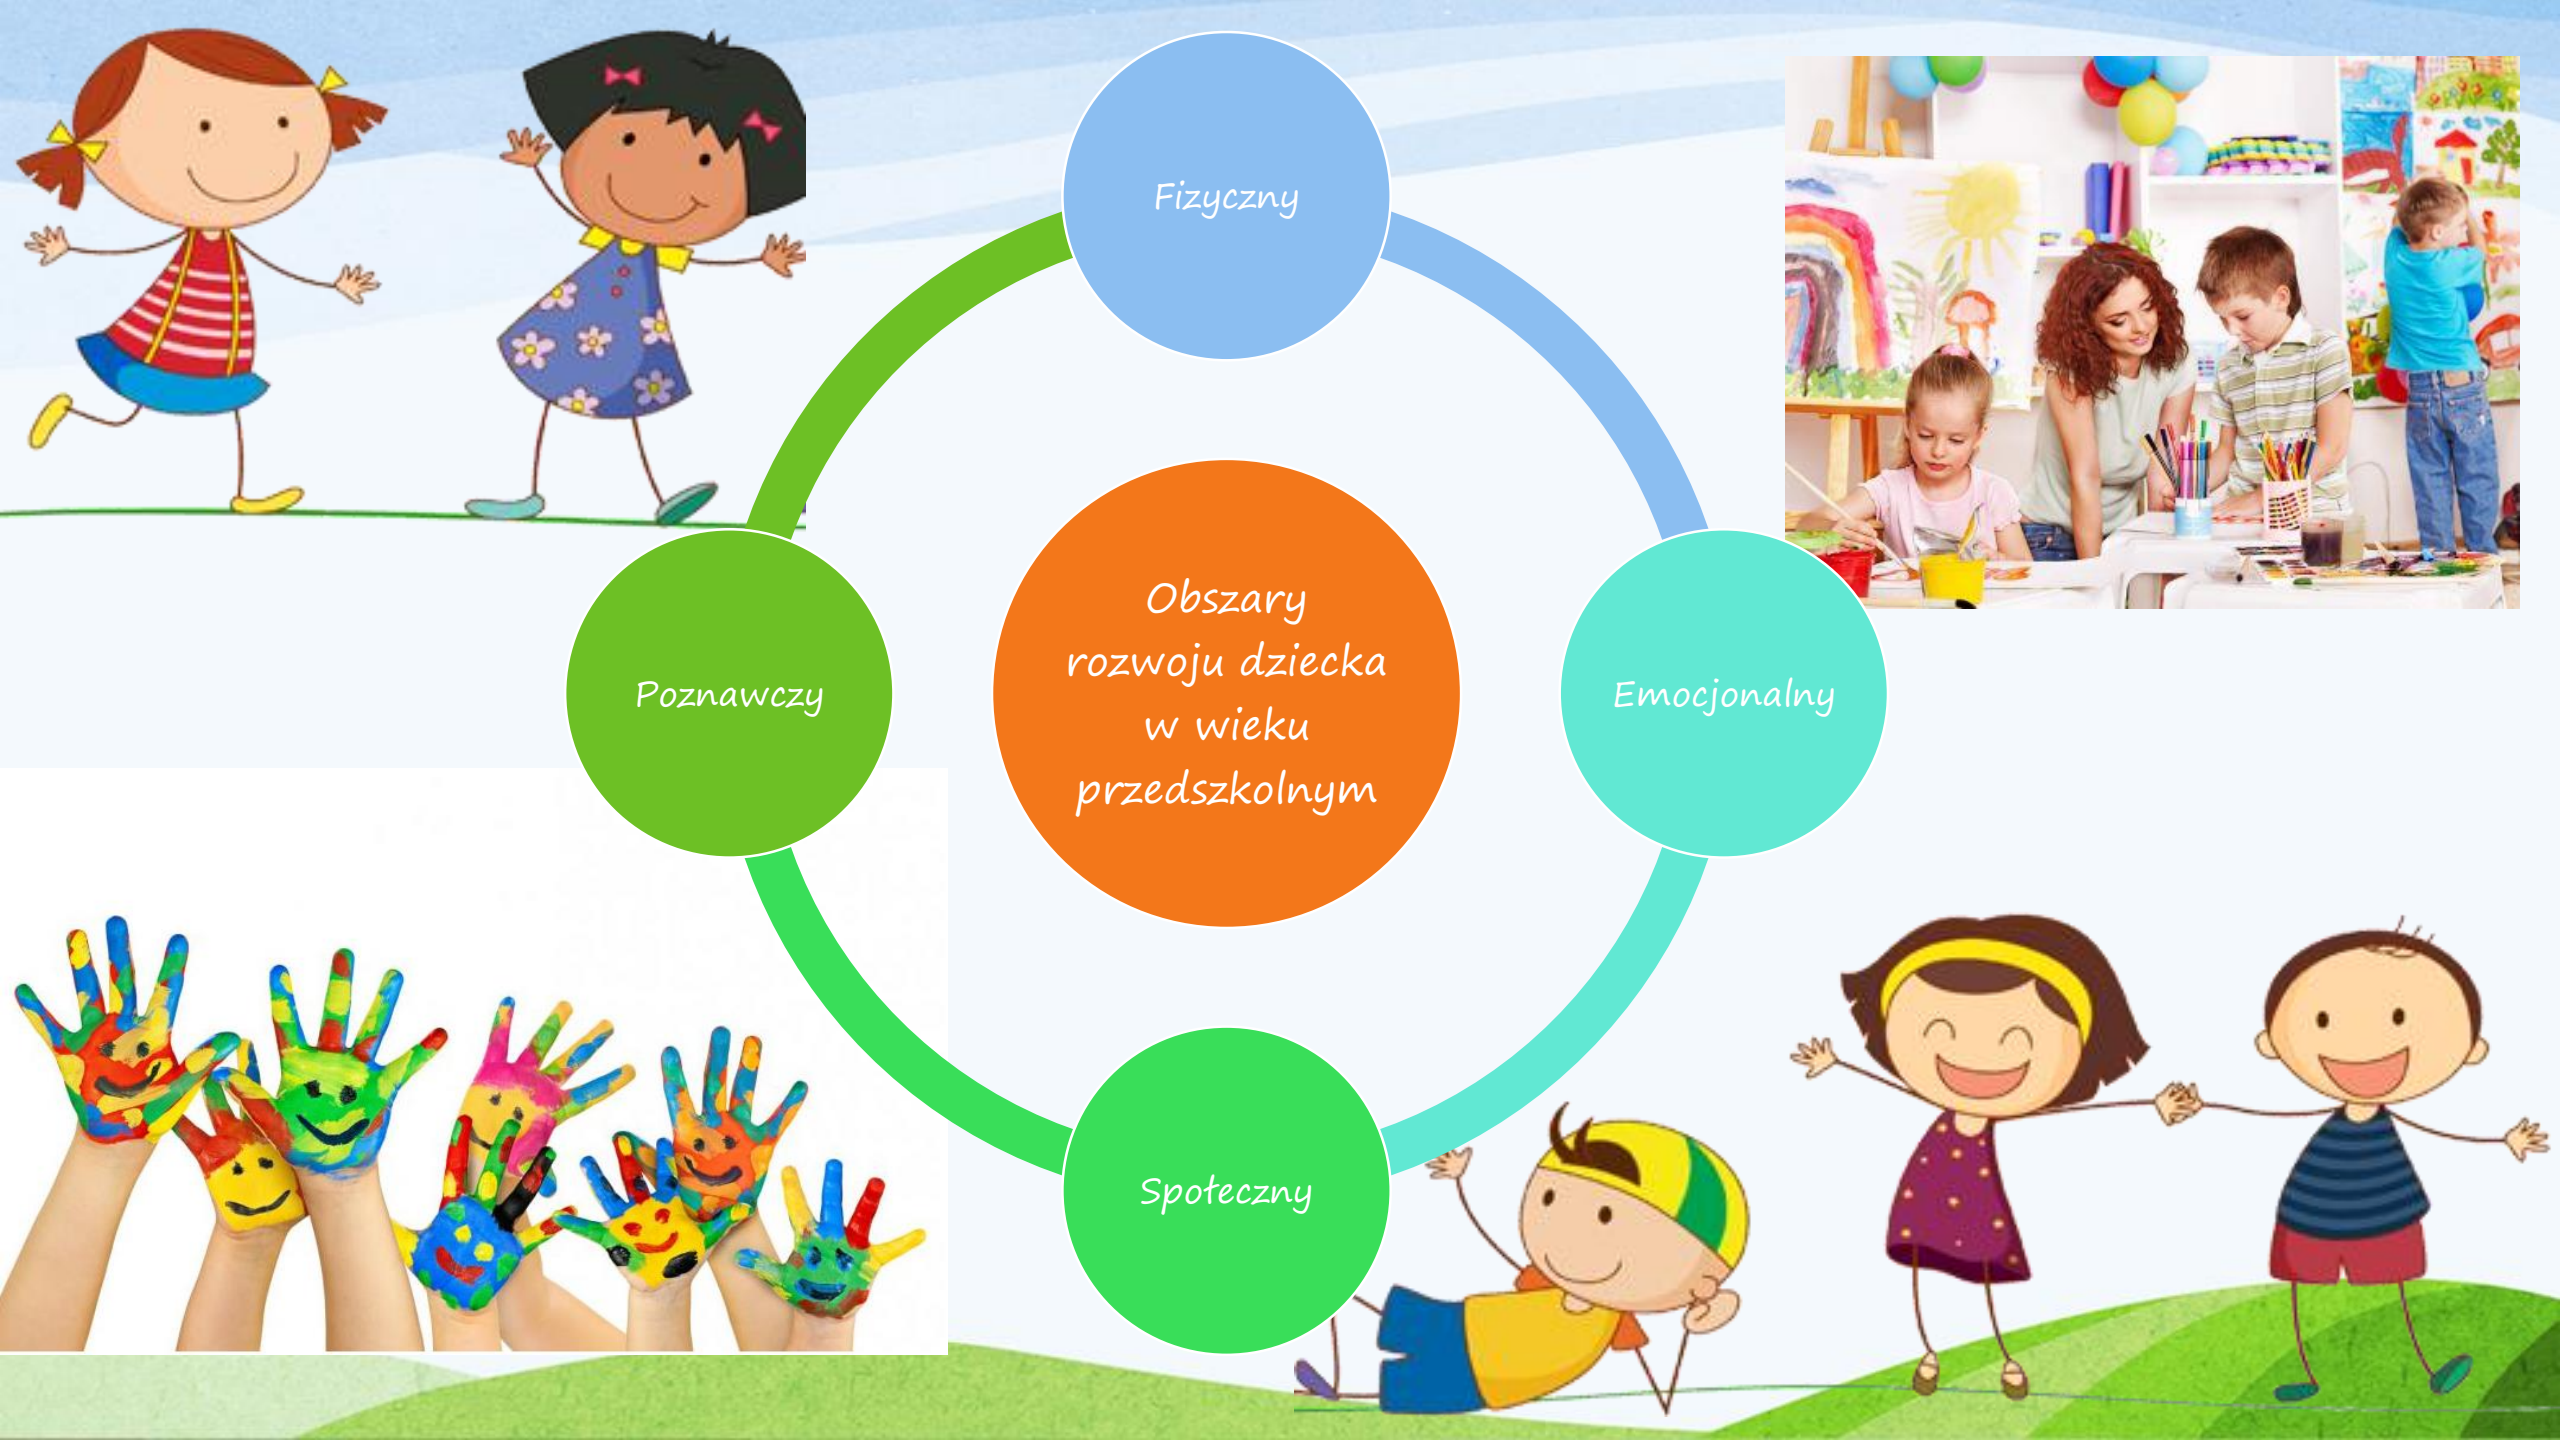 Fizyczny
Obszary
rozwoju dziecka
w wieku
przedszkolnym
Poznawczy
Emocjonalny
Społeczny